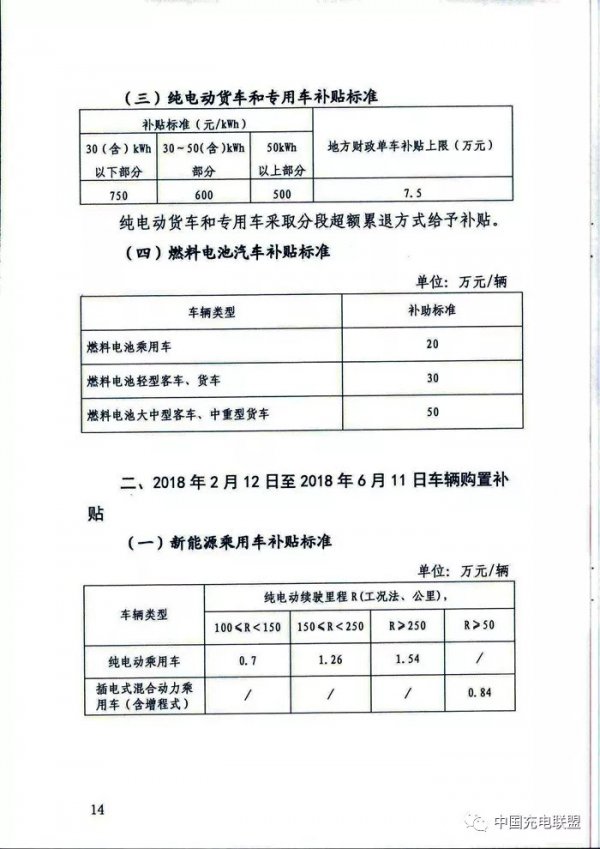 （三）纯电动货车和专用车补贴标准
补贴标准（元/kWh） 地方财政单车补贴上限（万元）
30（含）kWh以下部分 30～50（含）kWh部分 50kWh以上部分
750 600 500 7.5
纯电动货车和专用车采取分段超额累退方式给予补贴。
（四）燃料电池汽车补贴标准
单位：万元/辆
车辆类型 补助标准
燃料电池乘用车 20
燃料电池轻型客车、货车 30
燃料电池大中型客车、中重型货车 50
二、2018年2月12日至2018年6月11日车辆购置补
贴
（一）新能源乘用车补贴标准
单位：万元/辆
车辆类型 纯电动续驶里程R(工况法、公里)，
100≤R<150 150≤R<250 R≥250 R≥50
纯电动乘用车 0.7 1.26 1.54 /
插电式混合动力乘用车（含增程式） / / / 0.84
14
中国充电联盟